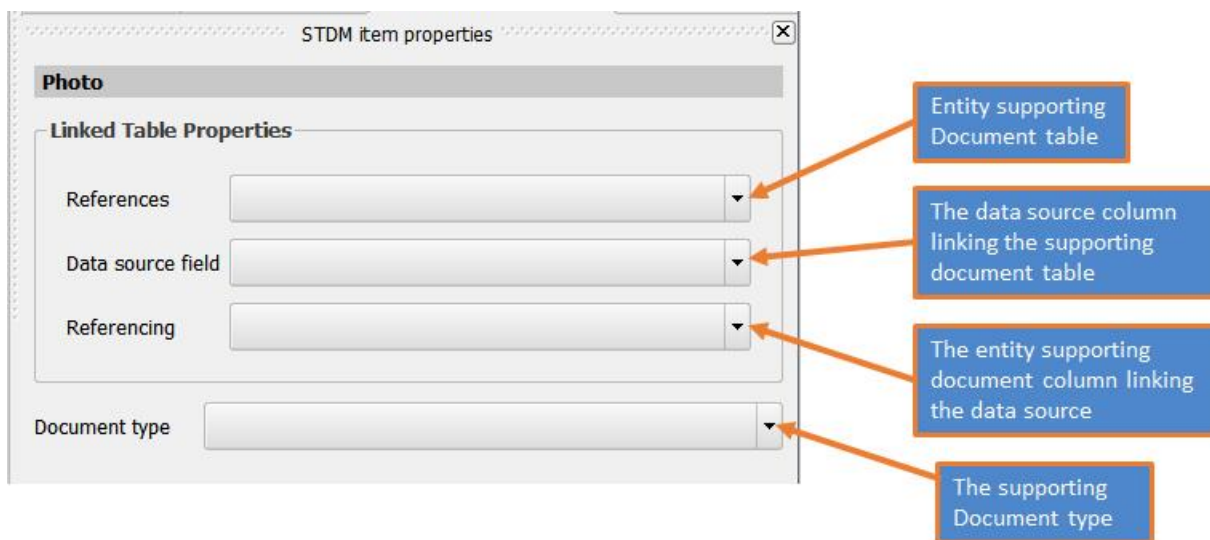 STDM item properties
Photo
Linked Table Properties
References
Data source field
Referencing
Document type
Entity supporting
Document table
The data source column
linking the supporting
document table
The entity supporting
document column linking
the data source
The supporting
Document type